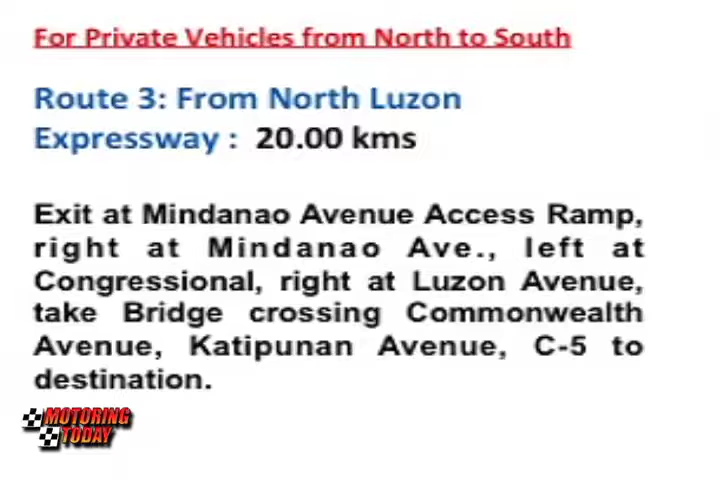 For Private Vehicles from North to South
Route 3: From North Luzon
Expressway : 20.00 kms
Exit at Mindanao Avenue Access Ramp,
right at Mindanao Ave., left at
Congressional, right at Luzon Avenue,
take Bridge crossing Commonwealth
Avenue, Katipunan Avenue, C-5 to
destination.
MOTORING
TODAY